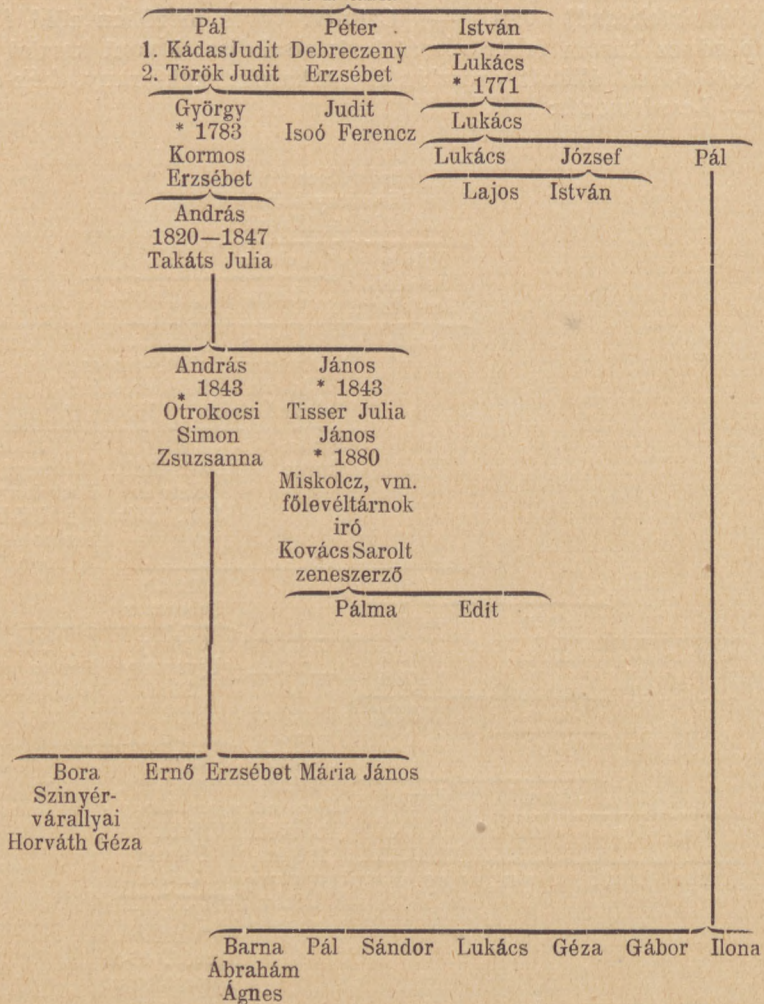 Pál Péter István
1. Kádas Judit Debreczeny
2. Török Judit Erzsébet
Lukács
* 1771
György Judit
* 1783 Isoó Ferencz
Kormos
Erzsébet
Lukács
Lukács József Pál
Lajos István
András
1820—1847
Takáts Julia
András János
* 1843 * 1843
Otrokocsi Tisser Julia
Simon János
Zsuzsanna * 1880
Miskolcz, vm.
főlevéltárnok
iró
Kovács Sarolt
zeneszerző
Pálma Edit
Bora Ernő Erzsébet Mária János
Szinyér-
várallyai
Horváth Géza
Barna Pál Sándor Lukács Géza Gábor Ilona
Ábrahám
Ágnes